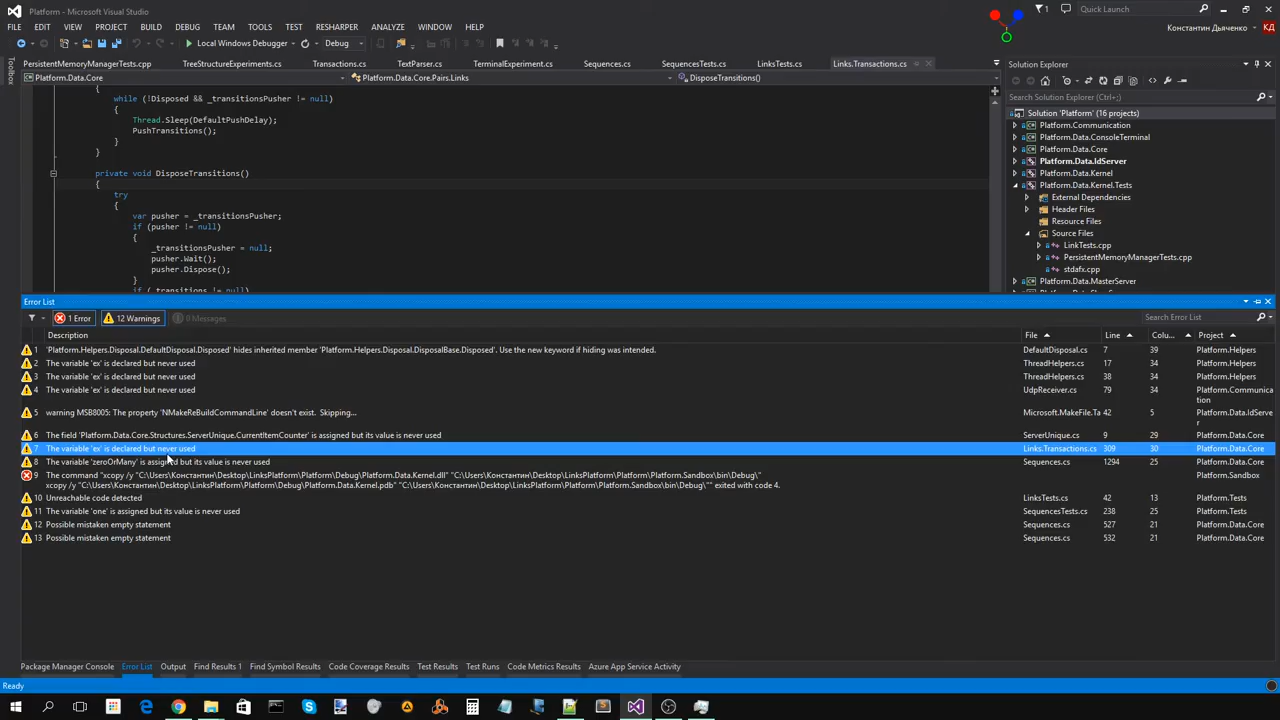 Platform - Microsoft Visual Studio
1
Quick Launch (Ctrl+Q)
FILE EDIT VIEW PROJECT BUILD DEBUG TEAM TOOLS TEST RESHARPER ANALYZE WINDOW HELP
Константин Дьяченко КД
Local Windows Debugger Debug
Toolbox
PersistentMemoryManagerTests.cpp TreeStructureExperiments.cs Transactions.cs TextParser.cs TerminalExperiment.cs Sequences.cs SequencesTests.cs LinksTests.cs Links.Transactions.cs
Platform.Data.Core Platform.Data.Core.Pairs.Links DisposeTransitions()
{
while (!Disposed && _transitionsPusher != null)
{
Thread.Sleep(DefaultPushDelay);
PushTransitions();
}
}
private void DisposeTransitions()
{
try
{
var pusher = _transitionsPusher;
if (pusher != null)
{
_transitionsPusher = null;
pusher.Wait();
pusher.Dispose();
}
if (_transitions != null)
Solution Explorer
Search Solution Explorer (Ctrl+;)
Solution 'Platform' (16 projects)
Platform.Communication
Platform.Data.ConsoleTerminal
Platform.Data.Core
Platform.Data.IdServer
Platform.Data.Kernel
Platform.Data.Kernel.Tests
External Dependencies
Header Files
Resource Files
Source Files
LinkTests.cpp
PersistentMemoryManagerTests.cpp
stdafx.cpp
Platform.Data.MasterServer
Error List
1 Error 12 Warnings 0 Messages
Search Error List
Description File Line Colu... Project
1 'Platform.Helpers.Disposal.DefaultDisposal.Disposed' hides inherited member 'Platform.Helpers.Disposal.DisposalBase.Disposed'. Use the new keyword if hiding was intended. DefaultDisposal.cs 7 39 Platform.Helpers
2 The variable 'ex' is declared but never used ThreadHelpers.cs 17 34 Platform.Helpers
3 The variable 'ex' is declared but never used ThreadHelpers.cs 38 34 Platform.Helpers
4 The variable 'ex' is declared but never used UdpReceiver.cs 79 34 Platform.Communica
tion
5 warning MSB8005: The property 'NMakeReBuildCommandLine' doesn't exist. Skipping... Microsoft.MakeFile.Ta 42 5 Platform.Data.IdServe
r
6 The field 'Platform.Data.Core.Structures.ServerUnique.CurrentItemCounter' is assigned but its value is never used ServerUnique.cs 9 29 Platform.Data.Core
7 The variable 'ex' is declared but never used Links.Transactions.cs 309 30 Platform.Data.Core
8 The variable 'zeroOrMany' is assigned but its value is never used Sequences.cs 1294 25 Platform.Data.Core
9 The command "xcopy /y "C:\Users\Константин\Desktop\LinksPlatform\Platform\Debug\Platform.Data.Kernel.dll" "C:\Users\Константин\Desktop\LinksPlatform\Platform\Platform.Sandbox\bin\Debug\" Platform.Sandbox
xcopy /y "C:\Users\Константин\Desktop\LinksPlatform\Platform\Debug\Platform.Data.Kernel.pdb" "C:\Users\Константин\Desktop\LinksPlatform\Platform\Platform.Sandbox\bin\Debug\"" exited with code 4.
10 Unreachable code detected LinksTests.cs 42 13 Platform.Tests
11 The variable 'one' is assigned but its value is never used SequencesTests.cs 238 25 Platform.Tests
12 Possible mistaken empty statement Sequences.cs 527 21 Platform.Data.Core
13 Possible mistaken empty statement Sequences.cs 532 21 Platform.Data.Core
Package Manager Console Error List Output Find Results 1 Find Symbol Results Code Coverage Results Test Results Test Runs Code Metrics Results Azure App Service Activity
Ready